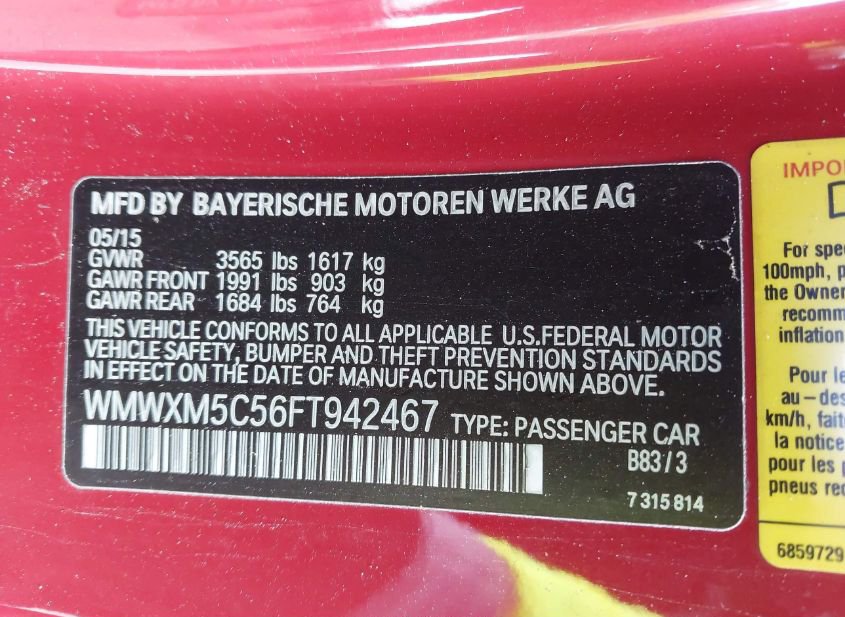 MFD BY BAYERISCHE MOTOREN WERKE AG
05/15
GVWR 3565 lbs 1617 kg
GAWR FRONT 1991 lbs 903 kg
GAWR REAR 1684 lbs 764 kg
THIS VEHICLE CONFORMS TO ALL APPLICABLE U.S.FEDERAL MOTOR
VEHICLE SAFETY, BUMPER AND THEFT PREVENTION STANDARDS
IN EFFECT ON THE DATE OF MANUFACTURE SHOWN ABOVE.
WMWXM5C56FT942467 TYPE: PASSENGER CAR
B83/3
7 315 814
IMPO
For spe
100mph, p
the Owner
recomm
inflation
Pour le
au-des
km/h, fait
la notice
pour les
pneus re
6859729